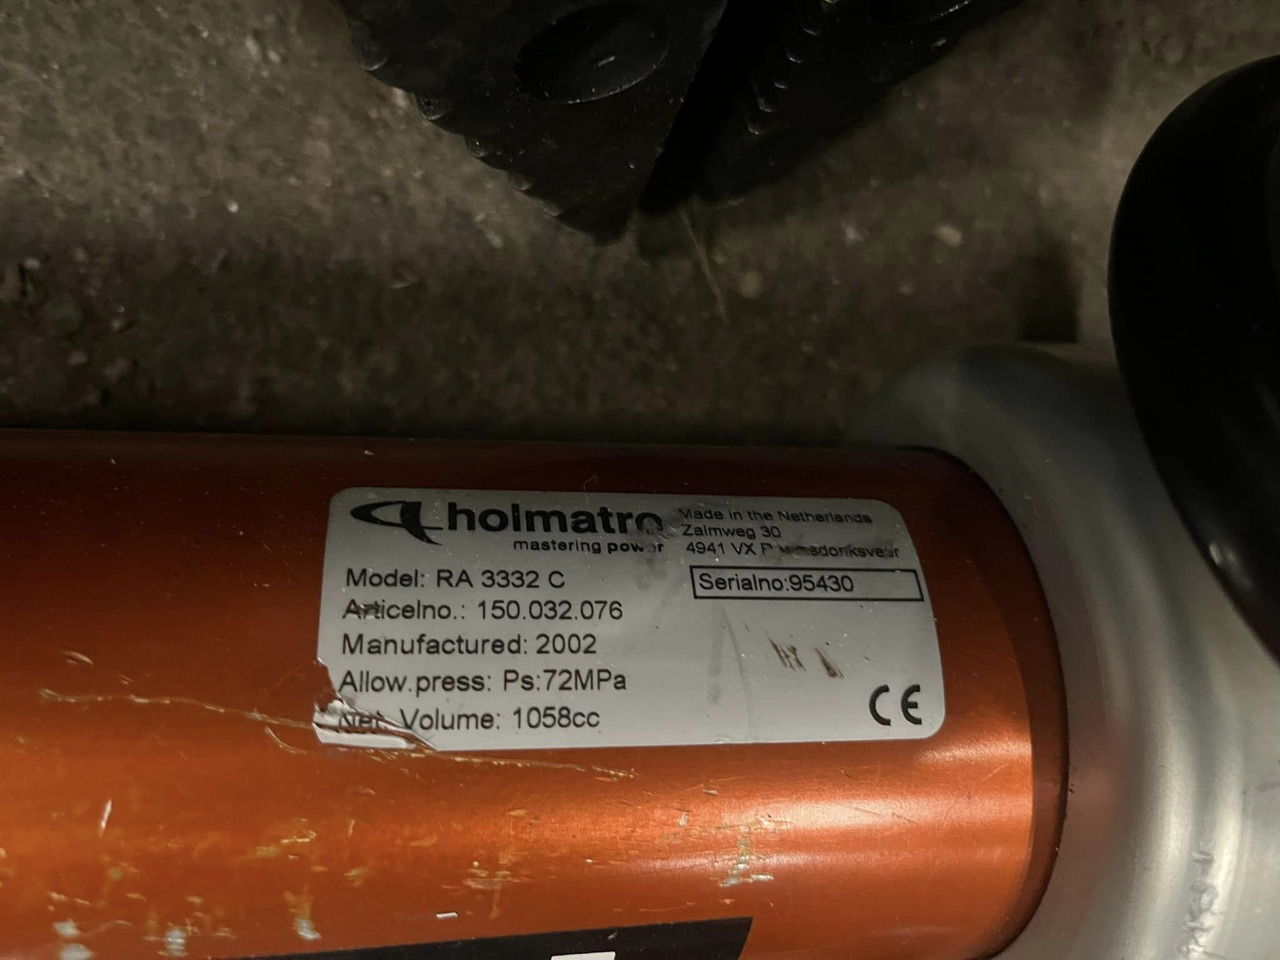 holmatro
mastering power
Made in the Netherlands
Zalmweg 30
4941 VX
Model: RA 3332 C
Serialno:95430
Articelno.: 150.032.076
Manufactured: 2002
Allow.press: Ps:72MPa
Net. Volume: 1058cc
CE